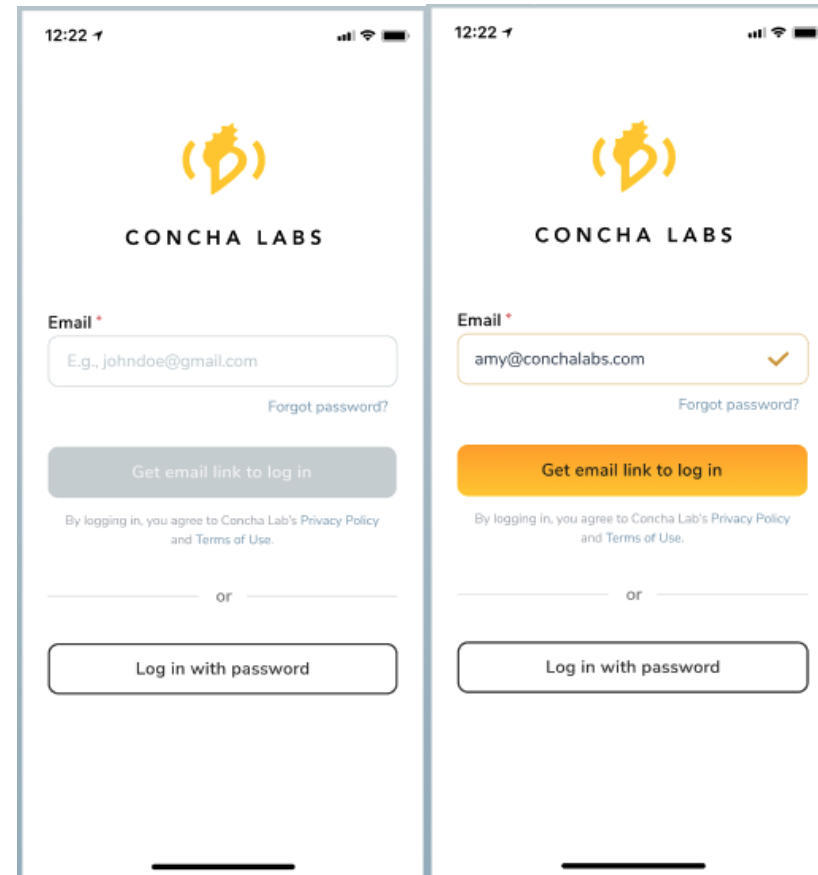 12:22
CONCHA LABS
Email *
E.g., johndoe@gmail.com
Forgot password?
Get email link to log in
By logging in, you agree to Concha Lab's Privacy Policy
and Terms of Use.
or
Log in with password
12:22
CONCHA LABS
Email *
amy@conchalabs.com
Forgot password?
Get email link to log in
By logging in, you agree to Concha Lab's Privacy Policy
and Terms of Use.
or
Log in with password